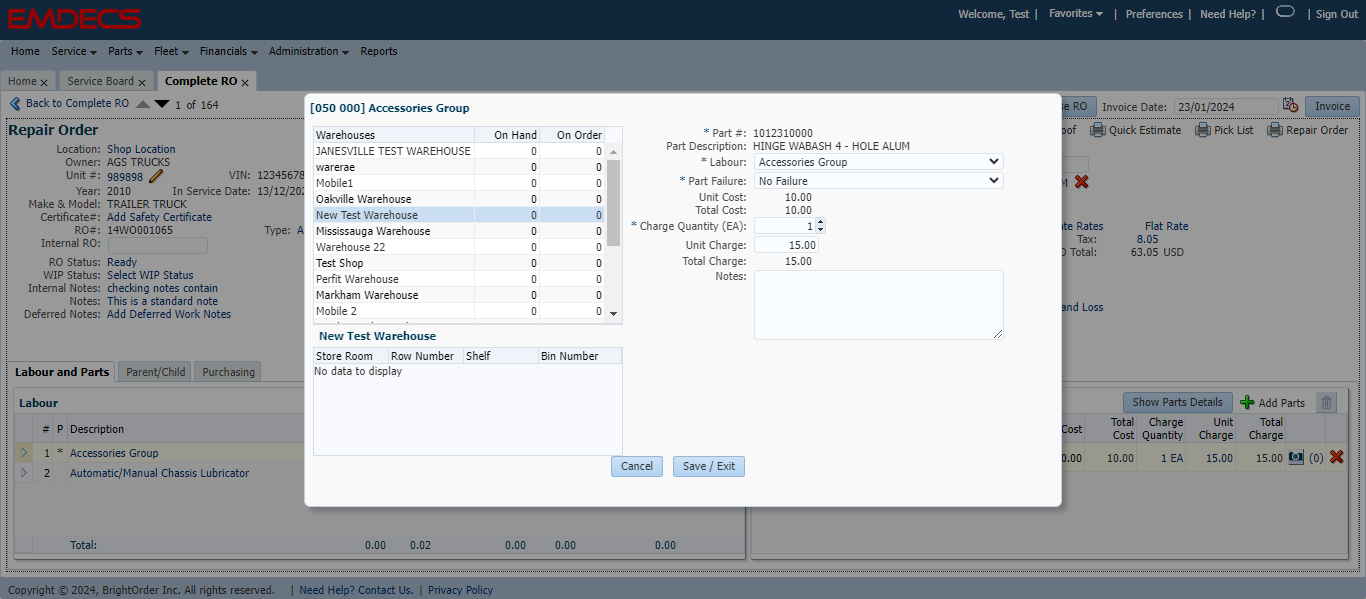 EMDECS
Welcome, Test | Favorites | Preferences | Need Help? | | Sign Out
Home Service Parts Fleet Financials Administration Reports
Home x Service Board x Complete RO x
Back to Complete RO 1 of 164
e RO Invoice Date: 23/01/2024 Invoice
Repair Order
of Quick Estimate Pick List Repair Order
Location: Shop Location
Owner: AGS TRUCKS
Unit #: 989898 VIN: 12345678
Year: 2010 In Service Date: 13/12/202
Make & Model: TRAILER TRUCK
Certificate#: Add Safety Certificate
RO#: 14WO001065 Type: A
Internal RO:
RO Status: Ready
WIP Status: Select WIP Status
Internal Notes: checking notes contain
Notes: This is a standard note
Deferred Notes: Add Deferred Work Notes
te Rates Flat Rate
Tax: 8.05
Total: 63.05 USD
and Loss
[050 000] Accessories Group
Warehouses On Hand On Order
JANESVILLE TEST WAREHOUSE 0 0
warerae 0 0
Mobile1 0 0
Oakville Warehouse 0 0
New Test Warehouse 0 0
Mississauga Warehouse 0 0
Warehouse 22 0 0
Test Shop 0 0
Perfit Warehouse 0 0
Markham Warehouse 0 0
Mobile 2 0 0
New Test Warehouse
Store Room Row Number Shelf Bin Number
No data to display
* Part #: 1012310000
Part Description: HINGE WABASH 4 - HOLE ALUM
* Labour: Accessories Group
* Part Failure: No Failure
Unit Cost: 10.00
Total Cost: 10.00
* Charge Quantity (EA): 1
Unit Charge: 15.00
Total Charge: 15.00
Notes:
Cancel Save / Exit
Labour and Parts Parent/Child Purchasing
Labour
# P Description
1 * Accessories Group
2 Automatic/Manual Chassis Lubricator
Total: 0.00 0.02 0.00 0.00 0.00
Show Parts Details Add Parts
Cost Total Cost Charge Quantity Unit Charge Total Charge
0.00 10.00 1 EA 15.00 15.00 (0)
Copyright © 2024, BrightOrder Inc. All rights reserved. | Need Help? Contact Us. | Privacy Policy